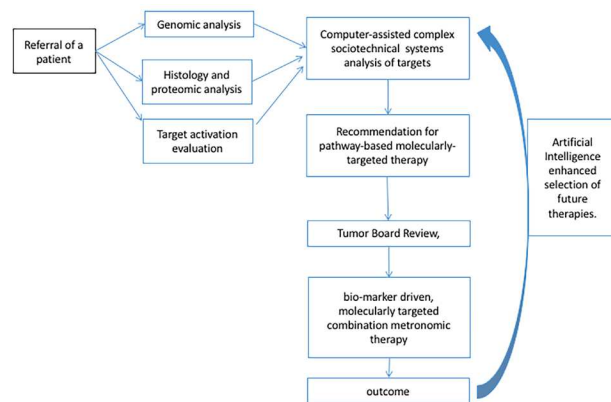 Referral of a
patient
Genomic analysis
Histology and
proteomic analysis
Target activation
evaluation
Computer-assisted complex
sociotechnical systems
analysis of targets
Recommendation for
pathway-based molecularly-
targeted therapy
Tumor Board Review,
bio-marker driven,
molecularly targeted
combination metronomic
therapy
outcome
Artificial
Intelligence
enhanced
selection of
future
therapies.